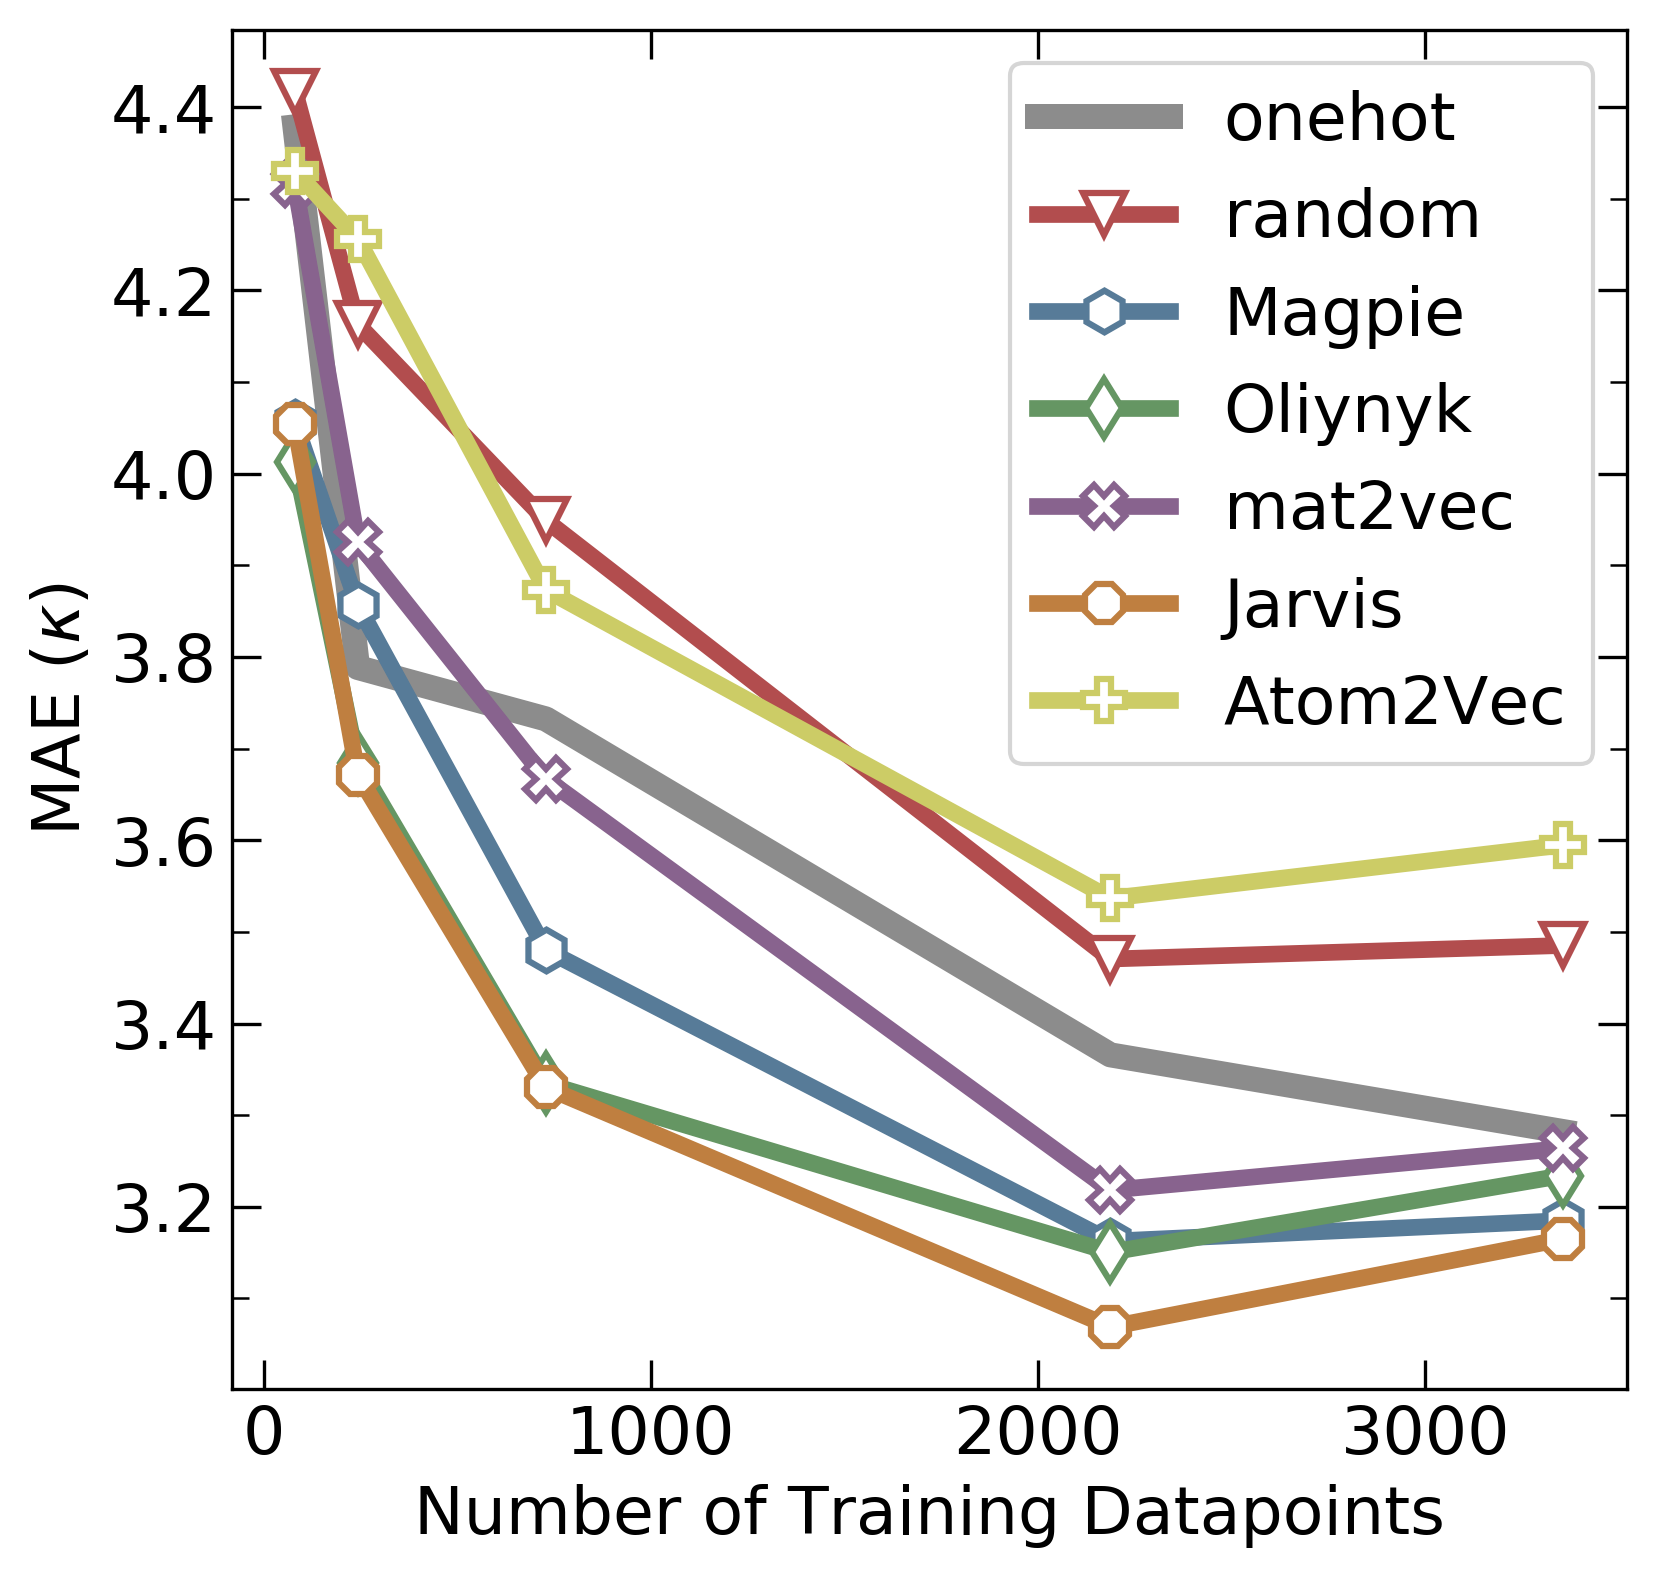 4.4
4.2
4.0
3.8
3.6
3.4
3.2
MAE (κ)
onehot
random
Magpie
Oliynyk
mat2vec
Jarvis
Atom2Vec
0 1000 2000 3000
Number of Training Datapoints